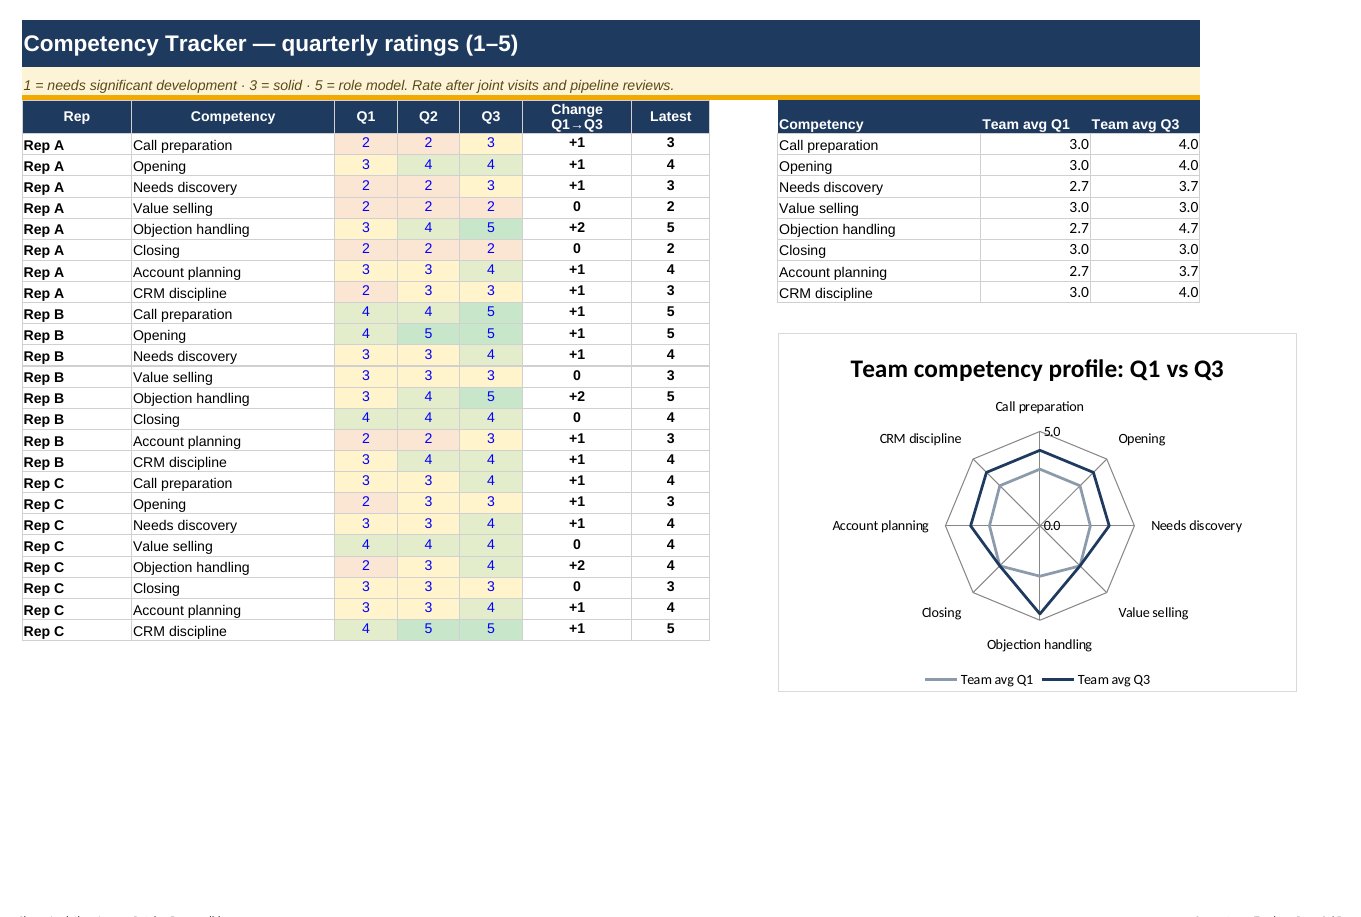 Competency Tracker — quarterly ratings (1–5)
1 = needs significant development · 3 = solid · 5 = role model. Rate after joint visits and pipeline reviews.
Rep Competency Q1 Q2 Q3 Change Q1→Q3 Latest
Rep A Call preparation 2 2 3 +1 3
Rep A Opening 3 4 4 +1 4
Rep A Needs discovery 2 2 3 +1 3
Rep A Value selling 2 2 2 0 2
Rep A Objection handling 3 4 5 +2 5
Rep A Closing 2 2 2 0 2
Rep A Account planning 3 3 4 +1 4
Rep A CRM discipline 2 3 3 +1 3
Rep B Call preparation 4 4 5 +1 5
Rep B Opening 4 5 5 +1 5
Rep B Needs discovery 3 3 4 +1 4
Rep B Value selling 3 3 3 0 3
Rep B Objection handling 3 4 5 +2 5
Rep B Closing 4 4 4 0 4
Rep B Account planning 2 2 3 +1 3
Rep B CRM discipline 3 4 4 +1 4
Rep C Call preparation 3 3 4 +1 4
Rep C Opening 2 3 3 +1 3
Rep C Needs discovery 3 3 4 +1 4
Rep C Value selling 4 4 4 0 4
Rep C Objection handling 2 3 4 +2 4
Rep C Closing 3 3 3 0 3
Rep C Account planning 3 3 4 +1 4
Rep C CRM discipline 4 5 5 +1 5
Competency Team avg Q1 Team avg Q3
Call preparation 3.0 4.0
Opening 3.0 4.0
Needs discovery 2.7 3.7
Value selling 3.0 3.0
Objection handling 2.7 4.7
Closing 3.0 3.0
Account planning 2.7 3.7
CRM discipline 3.0 4.0
Team competency profile: Q1 vs Q3
Call preparation
5.0
CRM discipline Opening
Account planning 0.0 Needs discovery
Closing Value selling
Objection handling
Team avg Q1 Team avg Q3